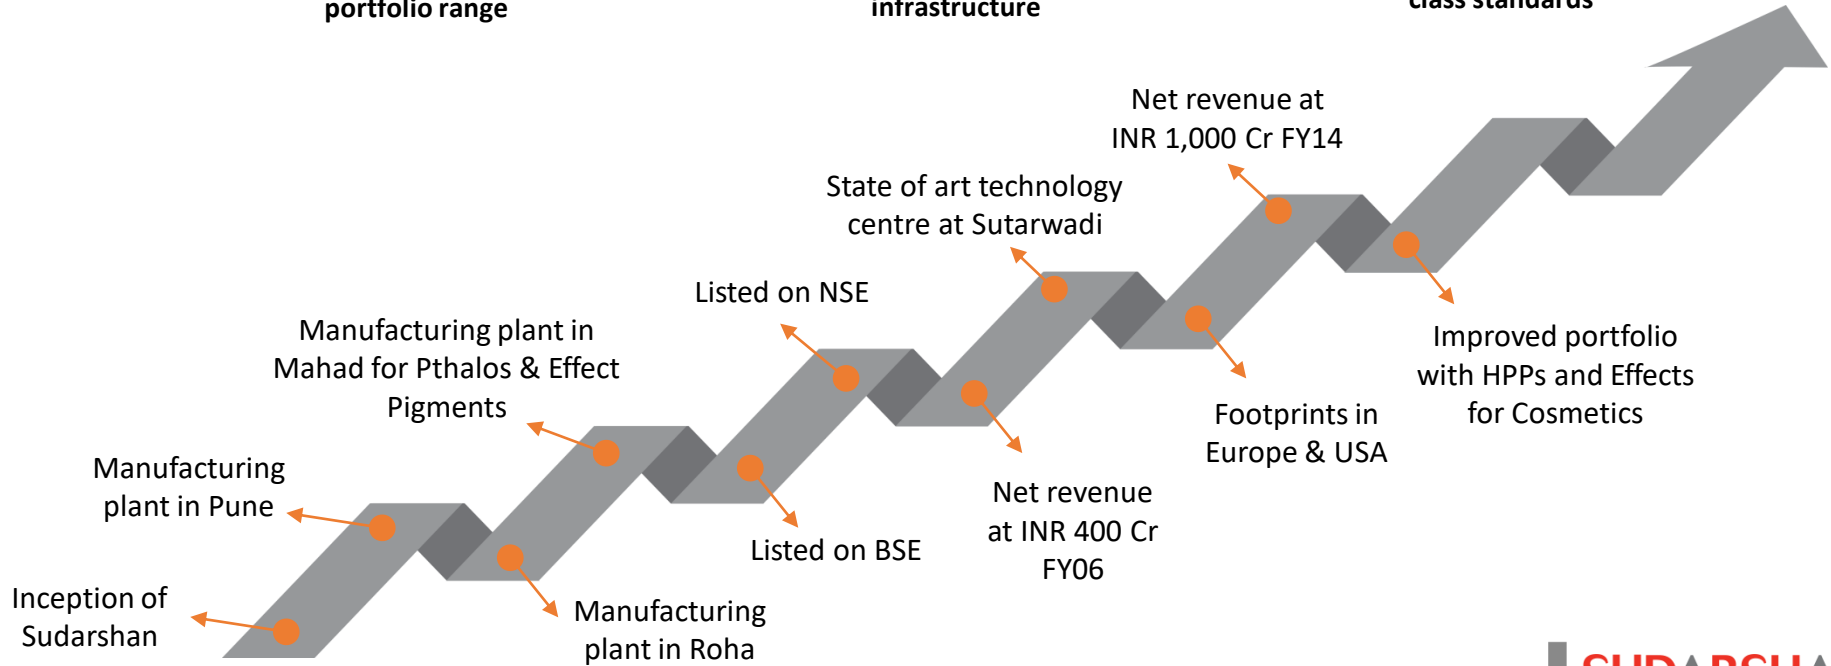 portfolio range
infrastructure
class standards
Net revenue at
INR 1,000 Cr FY14
State of art technology
centre at Sutarwadi
Listed on NSE
Manufacturing plant in
Mahad for Pthalos & Effect
Pigments
Improved portfolio
with HPPs and Effects
for Cosmetics
Footprints in
Europe & USA
Manufacturing
plant in Pune
Net revenue
at INR 400 Cr
FY06
Listed on BSE
Inception of
Sudarshan
Manufacturing
plant in Roha
SUDARSHA